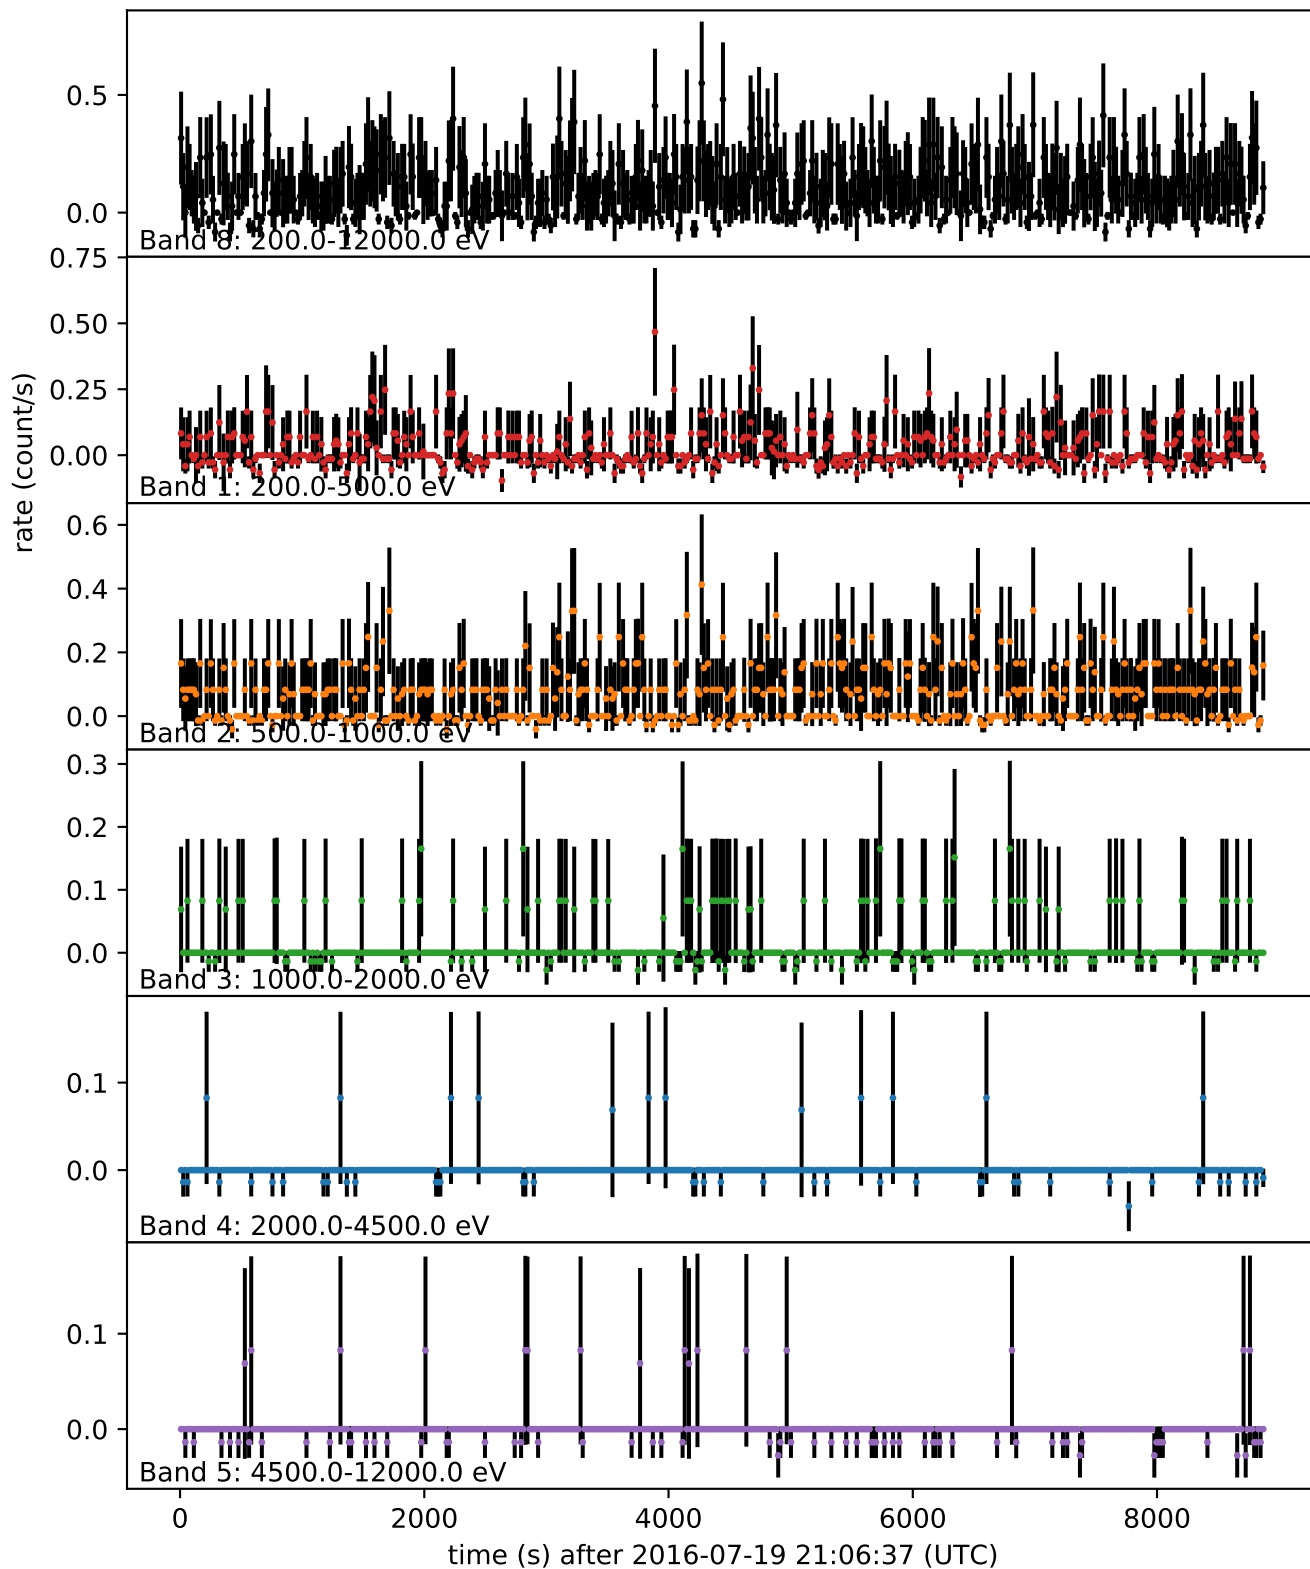 0.5
0.0
Band 8: 200.0-12000.0 eV
0.75
0.50
0.25
0.00
Band 1: 200.0-500.0 eV
rate (count/s)
0.6
0.4
0.2
0.0
Band 2: 500.0-1000.0 eV
0.3
0.2
0.1
0.0
Band 3: 1000.0-2000.0 eV
0.1
0.0
Band 4: 2000.0-4500.0 eV
0.1
0.0
Band 5: 4500.0-12000.0 eV
0 2000 4000 6000 8000
time (s) after 2016-07-19 21:06:37 (UTC)